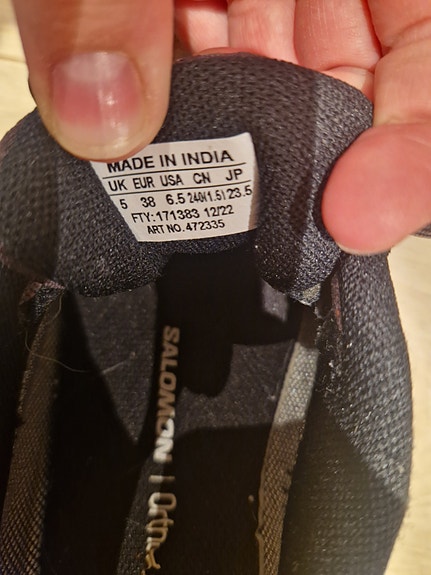 MADE IN INDIA
UK EUR USA CN JP
5 38 6.5 240(1.5) 23.5
FTY:171383 12/22
ART NO.472335
SALOMON | Ortho